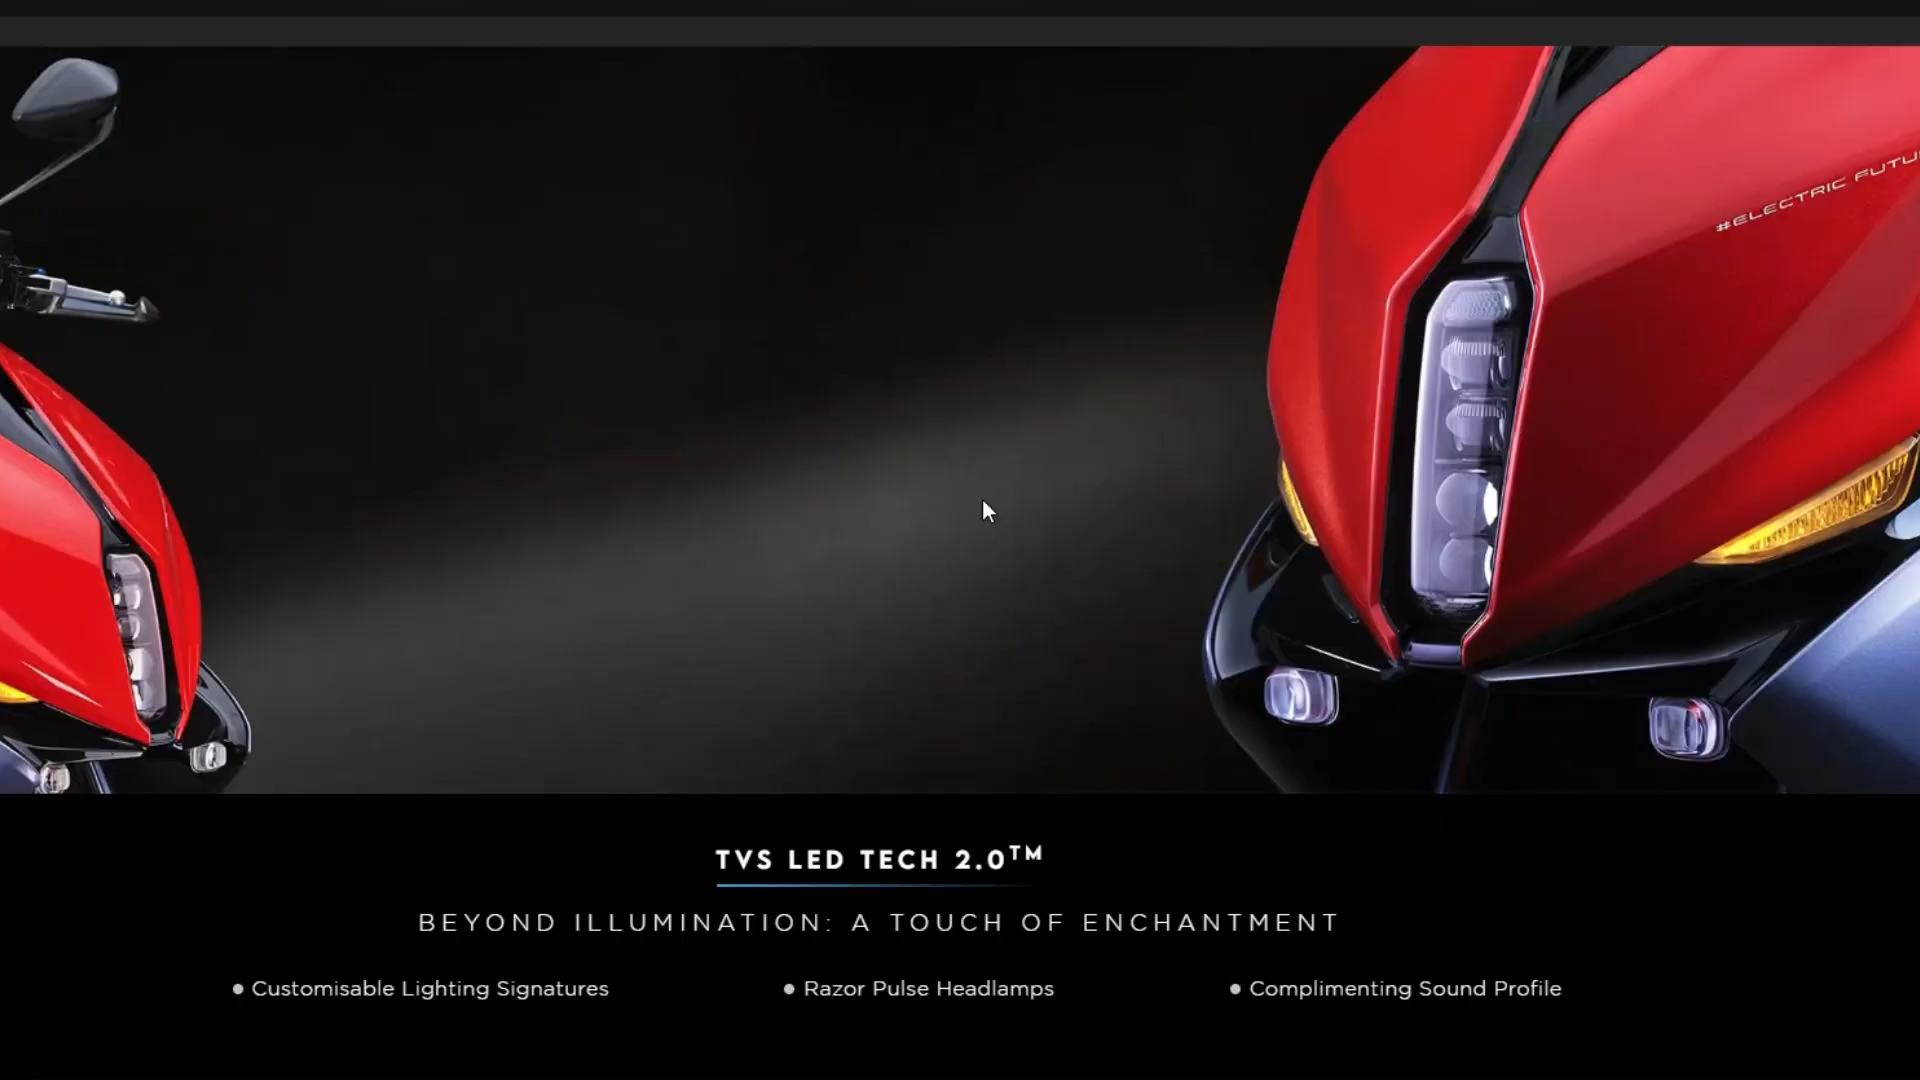 #ELECTRIC
TVS LED TECH 2.0™
BEYOND ILLUMINATION: A TOUCH OF ENCHANTMENT
Customisable Lighting Signatures
Razor Pulse Headlamps
Complimenting Sound Profile